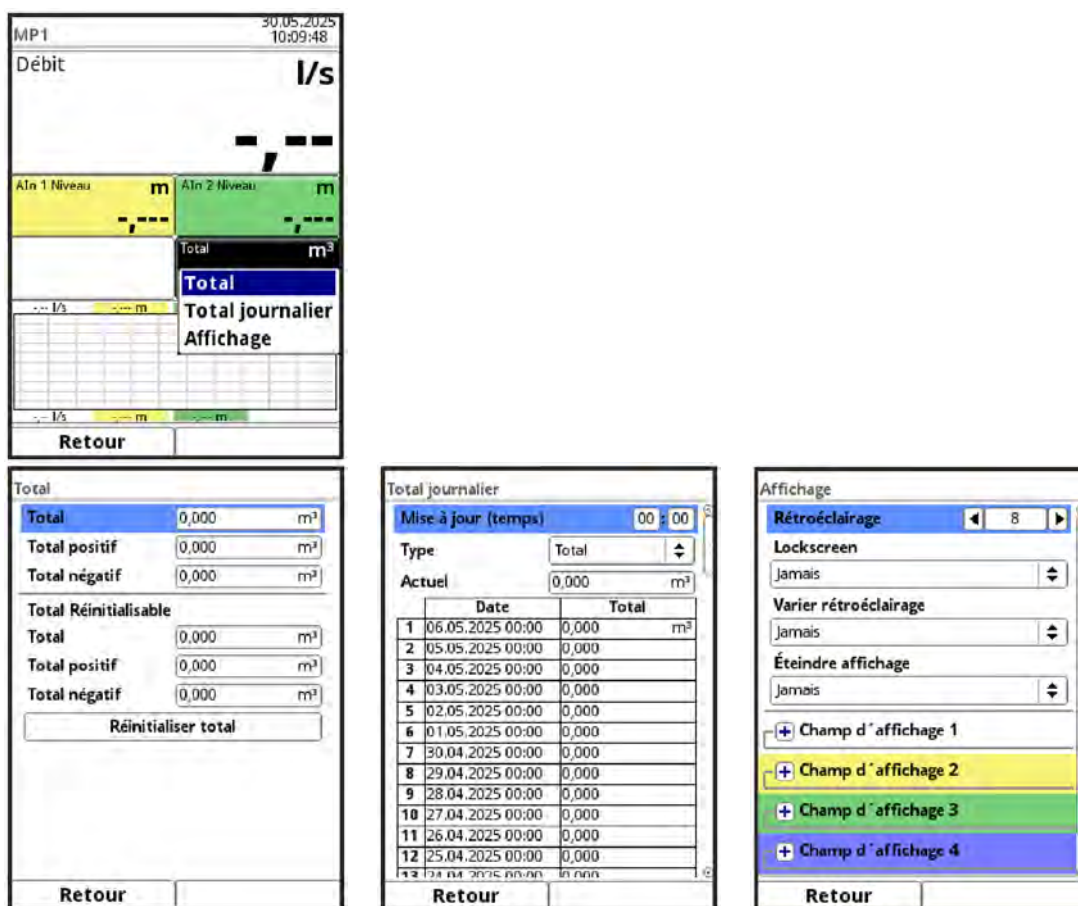 MP1 30.05.2025
10:09:48
Débit l/s
-,--
AIn 1 Niveau m AIn 2 Niveau m
-,--- -,---
Total m³
Total
Total journalier
Affichage
-,-- l/s -,--- m
-,-- l/s -,--- m -,--- m
Retour
Total
Total 0,000 m³
Total positif 0,000 m³
Total négatif 0,000 m³
Total Réinitialisable
Total 0,000 m³
Total positif 0,000 m³
Total négatif 0,000 m³
Réinitialiser total
Retour
Total journalier
Mise à jour (temps) 00 : 00
Type Total
Actuel 0,000 m³
Date Total
1 06.05.2025 00:00 0,000 m³
2 05.05.2025 00:00 0,000
3 04.05.2025 00:00 0,000
4 03.05.2025 00:00 0,000
5 02.05.2025 00:00 0,000
6 01.05.2025 00:00 0,000
7 30.04.2025 00:00 0,000
8 29.04.2025 00:00 0,000
9 28.04.2025 00:00 0,000
10 27.04.2025 00:00 0,000
11 26.04.2025 00:00 0,000
12 25.04.2025 00:00 0,000
13 24.04.2025 00:00 0,000
Retour
Affichage
Rétroéclairage 8
Lockscreen
Jamais
Varier rétroéclairage
Jamais
Éteindre affichage
Jamais
+ Champ d´affichage 1
+ Champ d´affichage 2
+ Champ d´affichage 3
+ Champ d´affichage 4
Retour